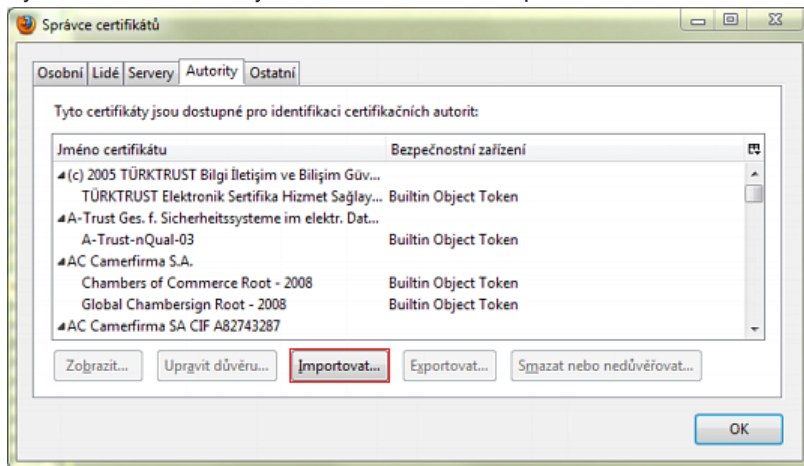 Správce certifikátů
Osobní Lidé Servery Autority Ostatní
Tyto certifikáty jsou dostupné pro identifikaci certifikačních autorit:
Jméno certifikátu Bezpečnostní zařízení
(c) 2005 TÜRKTRUST Bilgi İletişim ve Bilişim Güv...
TÜRKTRUST Elektronik Sertifika Hizmet Sağlay... Builtin Object Token
A-Trust Ges. f. Sicherheitssysteme im elektr. Dat...
A-Trust-nQual-03 Builtin Object Token
AC Camerfirma S.A.
Chambers of Commerce Root - 2008 Builtin Object Token
Global Chambersign Root - 2008 Builtin Object Token
AC Camerfirma SA CIF A82743287
Zobrazit... Upravit důvěru... Importovat... Exportovat... Smazat nebo nedůvěřovat...
OK